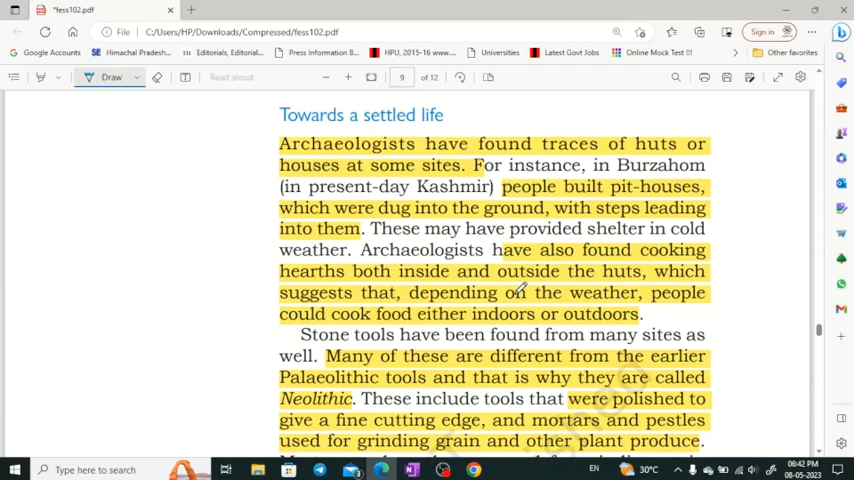 *fess102.pdf
File
C:/Users/HP/Downloads/Compressed/fess102.pdf
Sign in
Google Accounts
Himachal Pradesh...
Editorials, Editorial...
Press Information B...
HPU, 2015-16 www....
Universities
Latest Govt Jobs
Online Mock Test !!!
Other favorites
Draw
Read aloud
9 of 12
Towards a settled life
Archaeologists have found traces of huts or
houses at some sites. For instance, in Burzahom
(in present-day Kashmir) people built pit-houses,
which were dug into the ground, with steps leading
into them. These may have provided shelter in cold
weather. Archaeologists have also found cooking
hearths both inside and outside the huts, which
suggests that, depending on the weather, people
could cook food either indoors or outdoors.
Stone tools have been found from many sites as
well. Many of these are different from the earlier
Palaeolithic tools and that is why they are called
Neolithic. These include tools that were polished to
give a fine cutting edge, and mortars and pestles
used for grinding grain and other plant produce.
Type here to search
EN
30°C
06:42 PM
08-05-2023